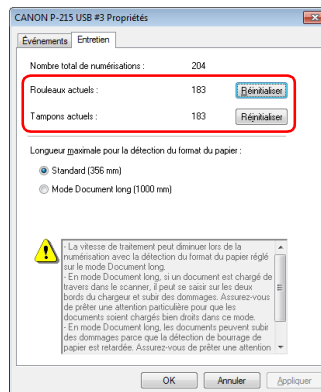 CANON P-215 USB #3 Propriétés
Événements Entretien
Nombre total de numérisations : 204
Rouleaux actuels : 183 Réinitialiser
Tampons actuels : 183 Réinitialiser
Longueur maximale pour la détection du format du papier :
Standard (356 mm)
Mode Document long (1000 mm)
- La vitesse de traitement peut diminuer lors de la
numérisation avec la détection du format du papier réglé
sur le mode Document long.
- En mode Document long, si un document est chargé de
travers dans le scanner, il peut se saisir sur les deux
bords du chargeur et subir des dommages. Assurez-vous
de prêter une attention particulière pour que les
documents soient chargés bien droits dans ce mode.
- En mode Document long, les documents peuvent subir
des dommages parce que la détection de bourrage de
papier est retardée. Assurez-vous de prêter une attention
OK Annuler Appliquer